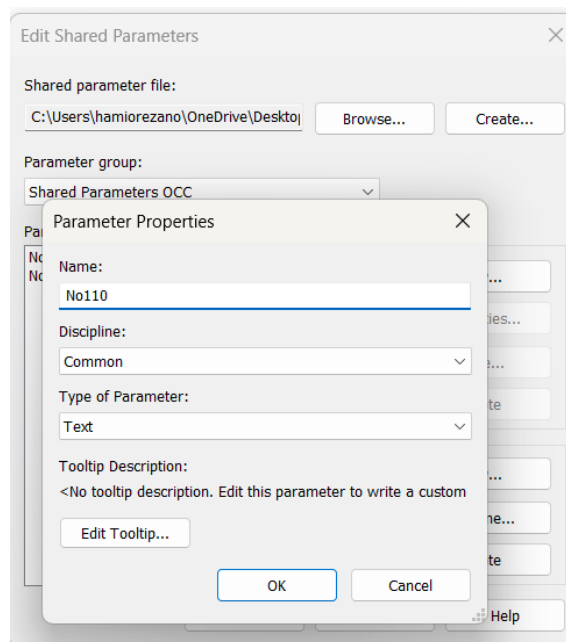 Edit Shared Parameters
Shared parameter file:
C:\Users\hamiorezano\OneDrive\Deskto
Browse...
Create...
Parameter group:
Shared Parameters OCC
Parameter Properties
Name:
No110
Discipline:
Common
Type of Parameter:
Text
Tooltip Description:
<No tooltip description. Edit this parameter to write a custom
Edit Tooltip...
OK
Cancel
Help